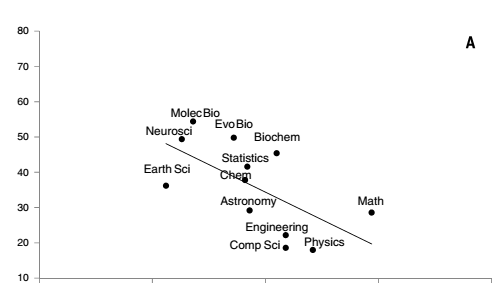 80
A
70
60
MolecBio
50
EvoBio
Neurosci
Biochem
40
Statistics
Earth Sci
Chem
30
Astronomy
Math
Engineering
20
Comp Sci
Physics
10